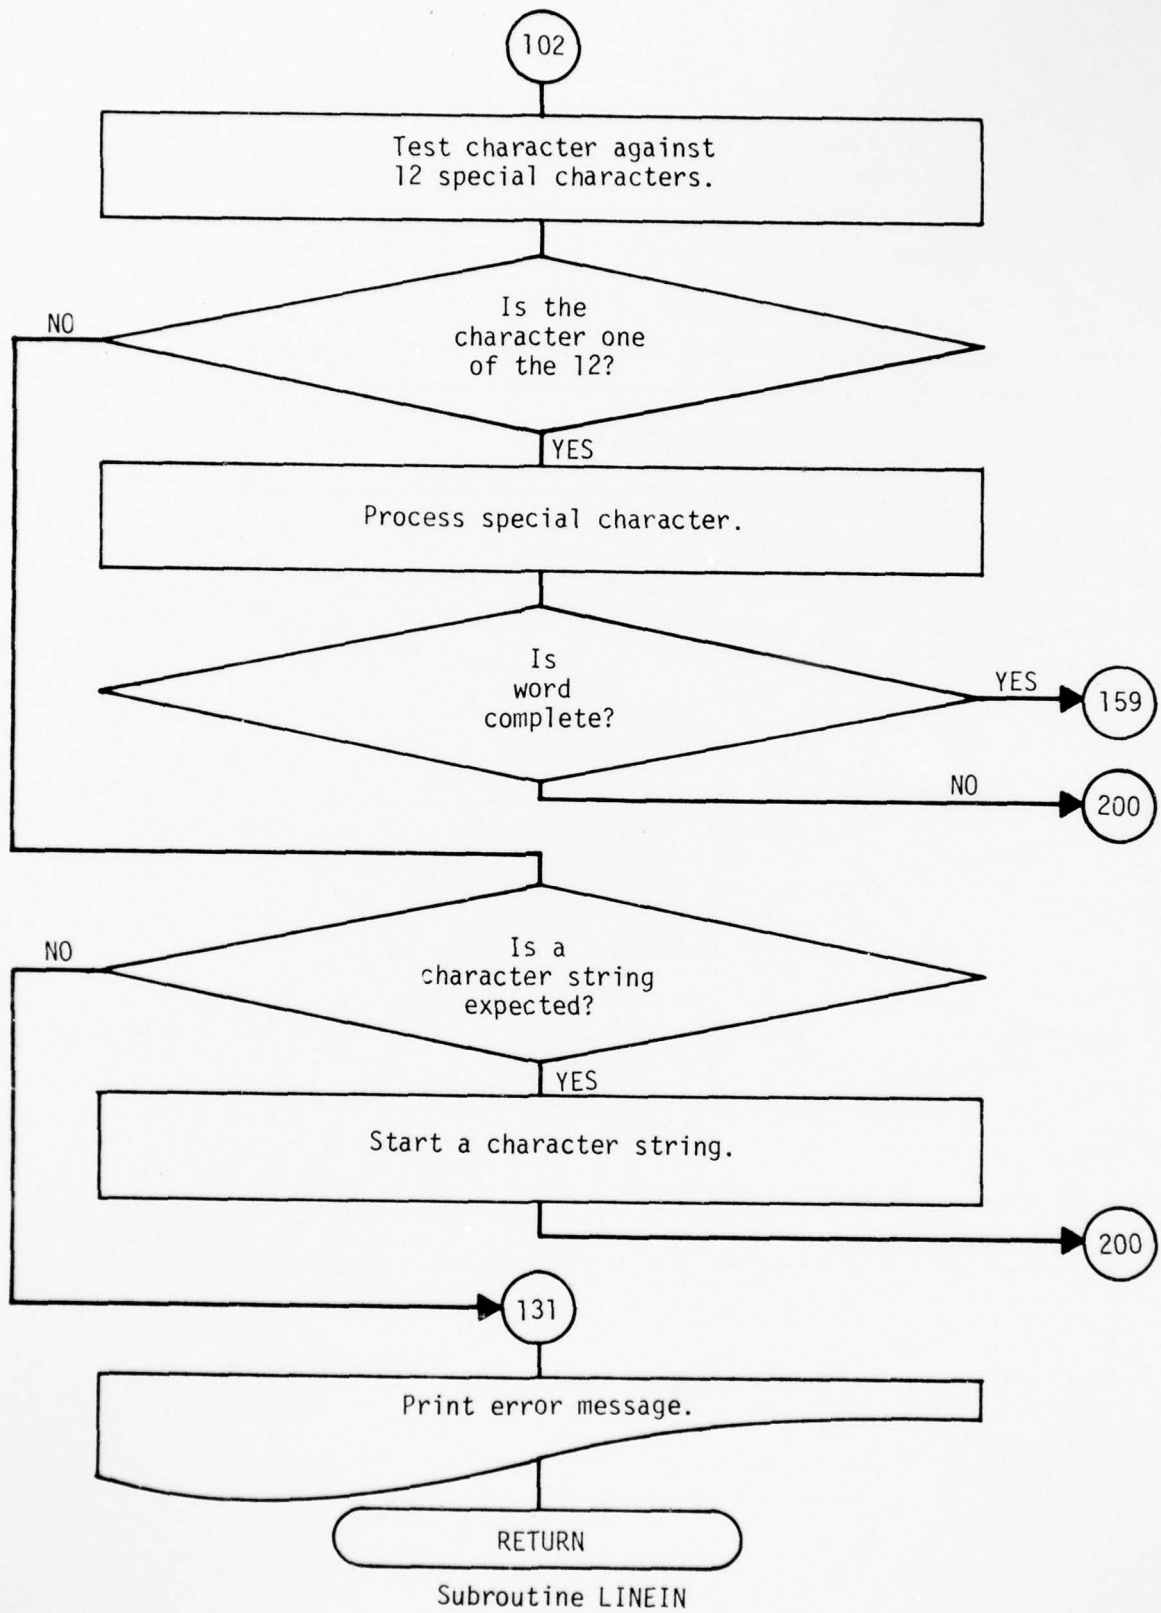 102
Test character against
12 special characters.
Is the
character one
of the 12?
NO
YES
Process special character.
Is
word
complete?
YES
159
NO
200
Is a
character string
expected?
NO
YES
Start a character string.
200
131
Print error message.
RETURN
Subroutine LINEIN